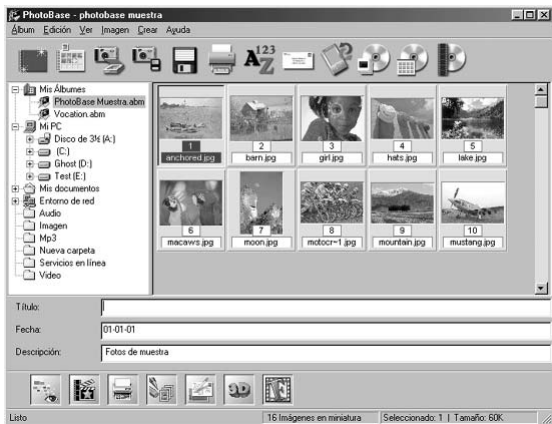 PhotoBase - photobase muestra
Álbum Edición Ver Imagen Crear Ayuda
A123Z
Mis Álbumes
PhotoBase Muestra.abm
Vocation.abm
Mi PC
Disco de 3½ (A:)
(C:)
Ghost (D:)
Test (E:)
Mis documentos
Entorno de red
Audio
Imagen
Mp3
Nueva carpeta
Servicios en línea
Video
1 2 3 4 5
anchored.jpg barn.jpg girl.jpg hats.jpg lake.jpg
6 7 8 9 10
macaws.jpg moon.jpg motocr~1.jpg mountain.jpg mustang.jpg
Título:
Fecha: 01-01-01
Descripción: Fotos de muestra
3D
Listo 16 Imágenes en miniatura Seleccionado: 1 | Tamaño: 60K